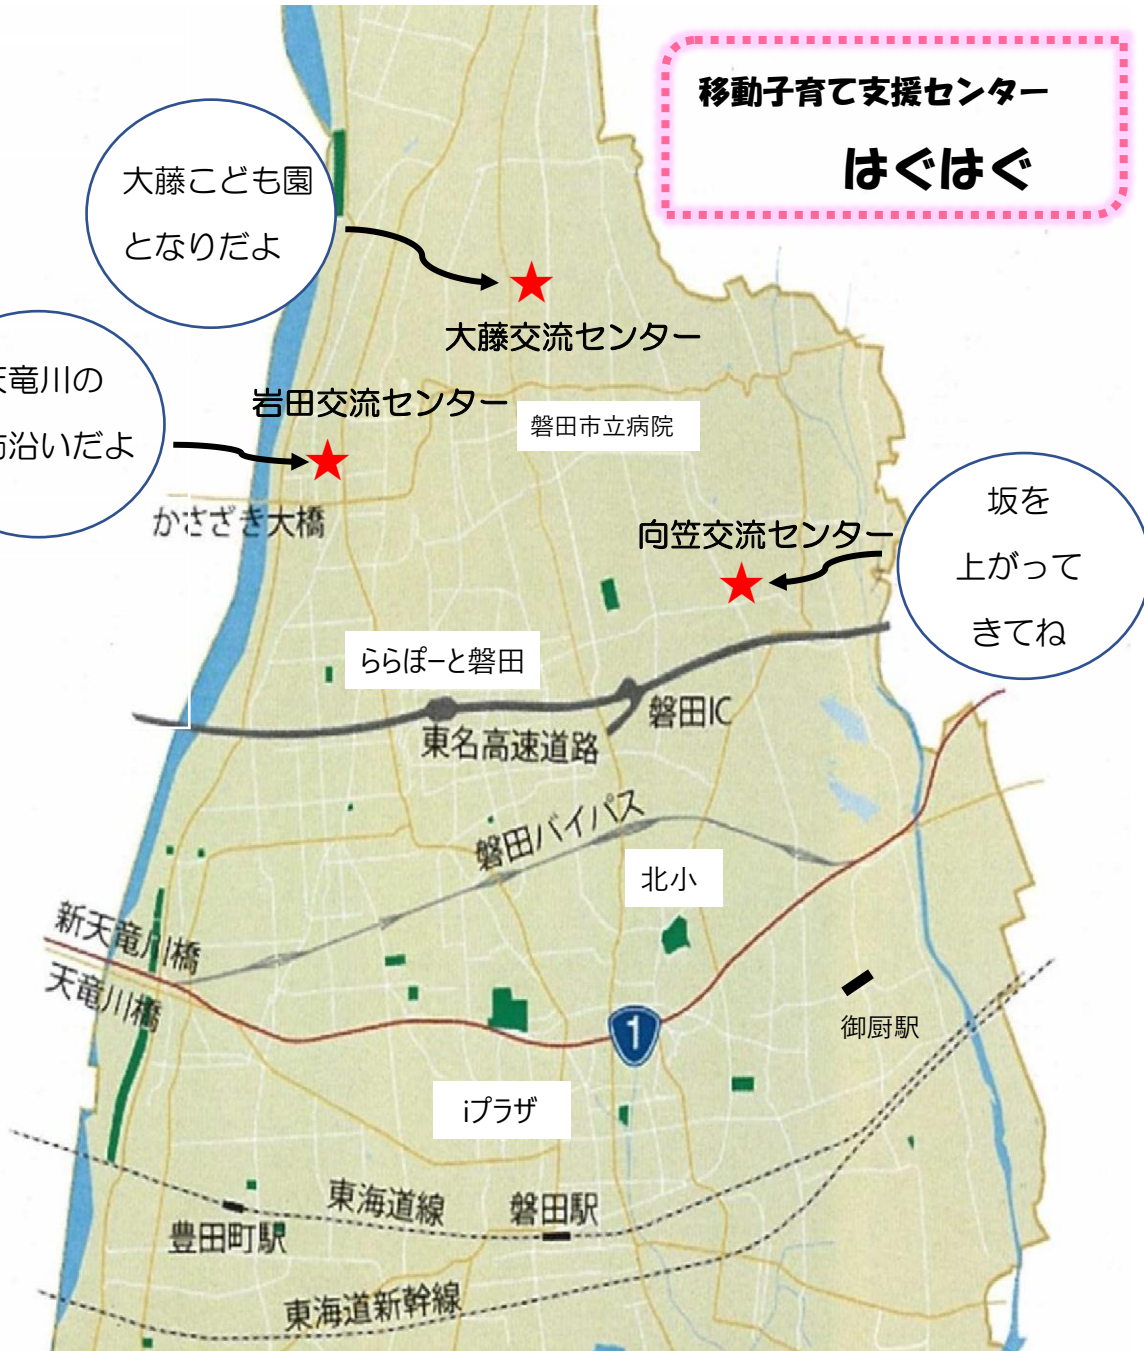 移動子育て支援センター
はぐはぐ
大藤こども園
となりだよ
大藤交流センター
竜川の
沿いだよ
岩田交流センター
磐田市立病院
かささぎ大橋
向笠交流センター
坂を
上がって
きてね
ららぽーと磐田
磐田IC
東名高速道路
磐田バイパス
北小
新天竜川橋
天竜川橋
1
御厨駅
iプラザ
東海道線
磐田駅
豊田町駅
東海道新幹線